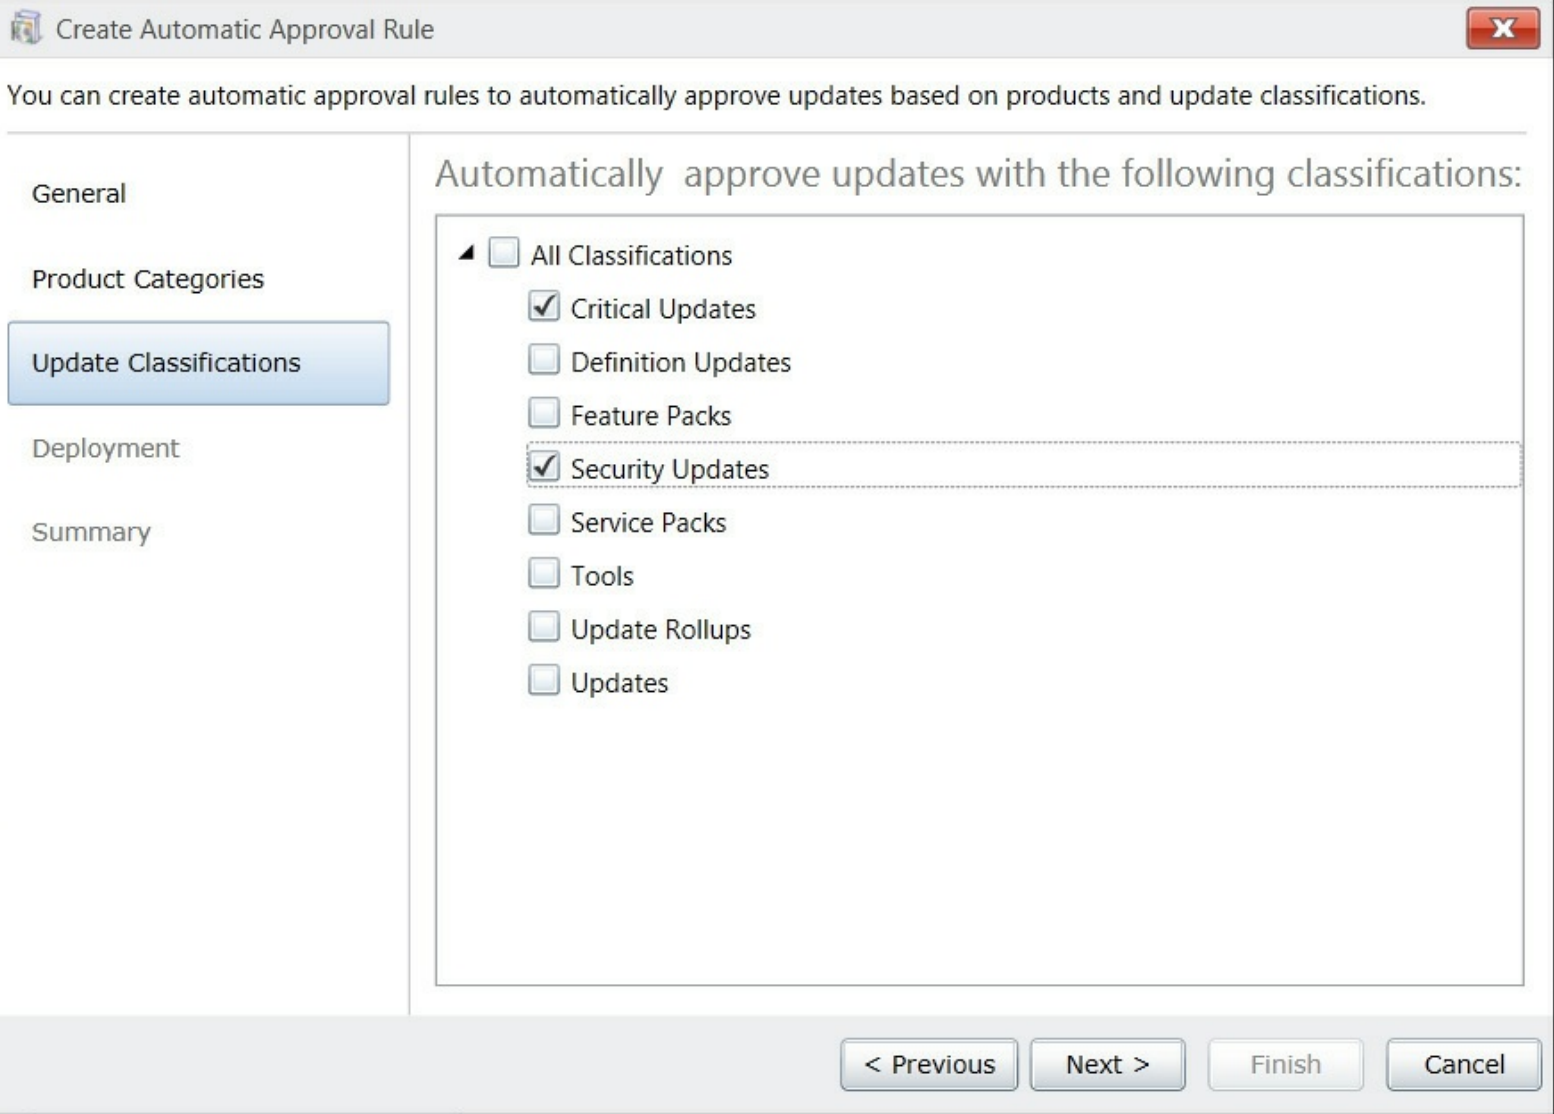 Create Automatic Approval Rule
X
You can create automatic approval rules to automatically approve updates based on products and update classifications.
General
Product Categories
Update Classifications
Deployment
Summary
Automatically approve updates with the following classifications:
All Classifications
Critical Updates
Definition Updates
Feature Packs
Security Updates
Service Packs
Tools
Update Rollups
Updates
< Previous
Next >
Finish
Cancel